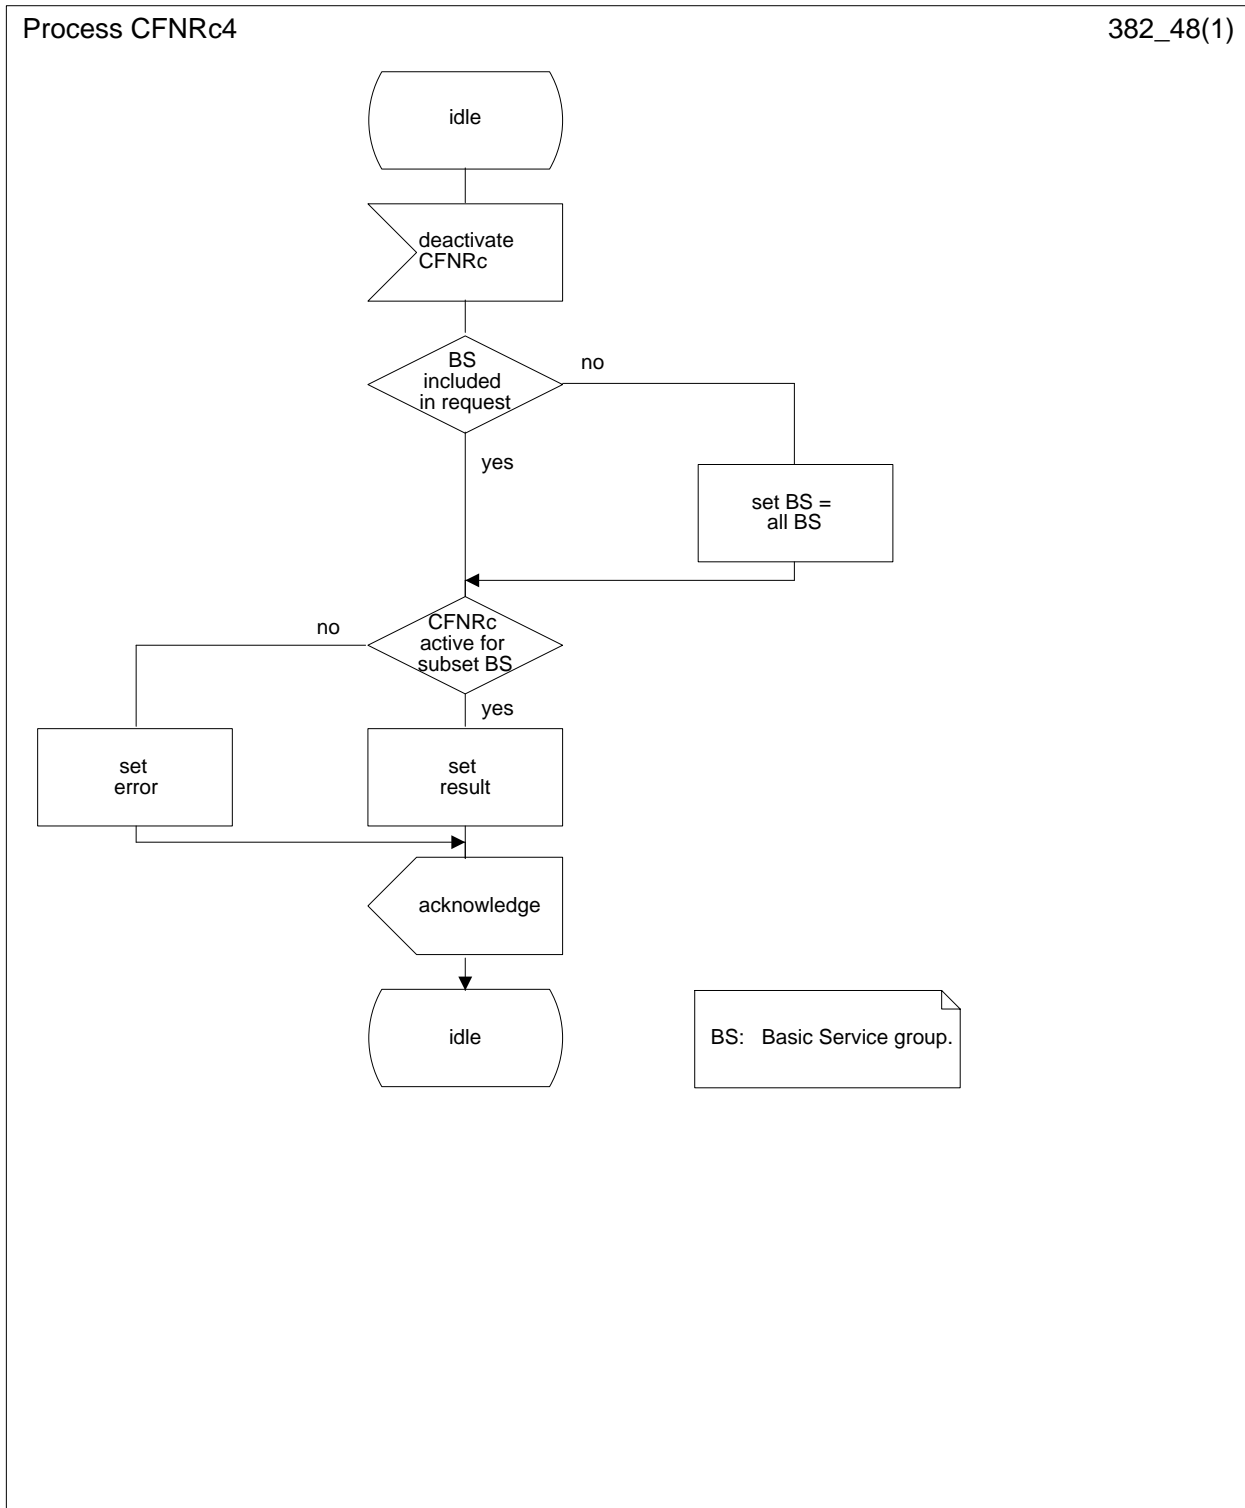 Process CFNRc4
382_48(1)
idle
deactivate
CFNRc
BS
included
in request
no
yes
set BS =
all BS
CFNRc
active for
subset BS
no
yes
set
error
set
result
acknowledge
idle
BS: Basic Service group.